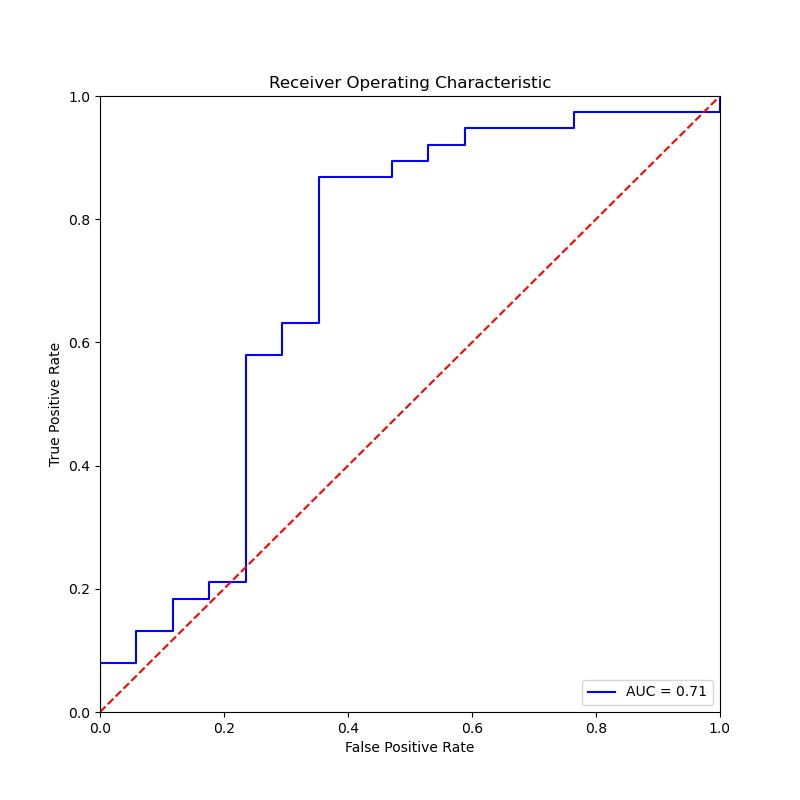 Receiver Operating Characteristic
True Positive Rate
1.0
0.8
0.6
0.4
0.2
0.0
AUC = 0.71
0.0 0.2 0.4 0.6 0.8 1.0
False Positive Rate